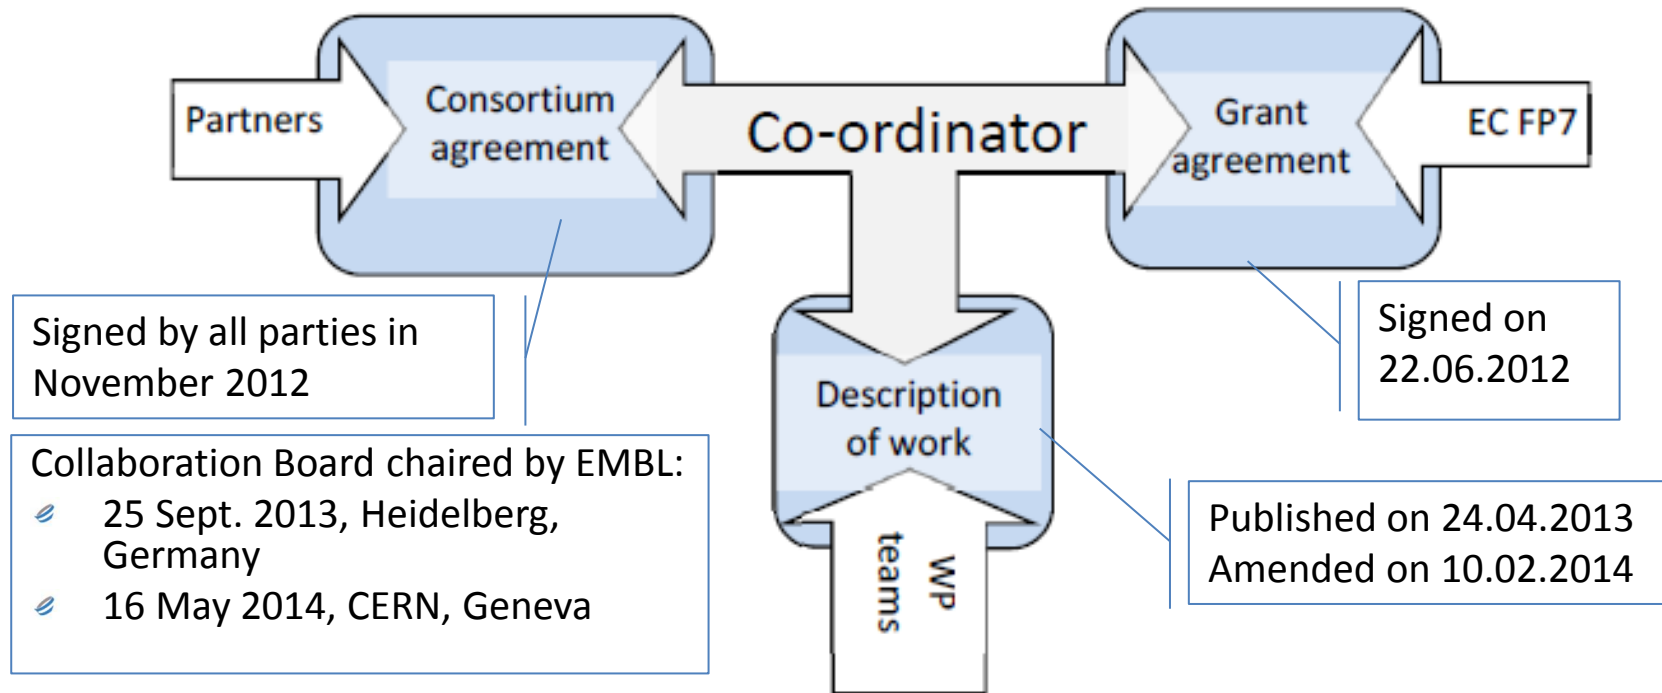 Partners
Consortium
agreement
Co-ordinator
Grant
agreement
EC FP7
Signed by all parties in
November 2012
Signed on
22.06.2012
Description
of work
Collaboration Board chaired by EMBL:
25 Sept. 2013, Heidelberg,
Germany
16 May 2014, CERN, Geneva
WP
teams
Published on 24.04.2013
Amended on 10.02.2014